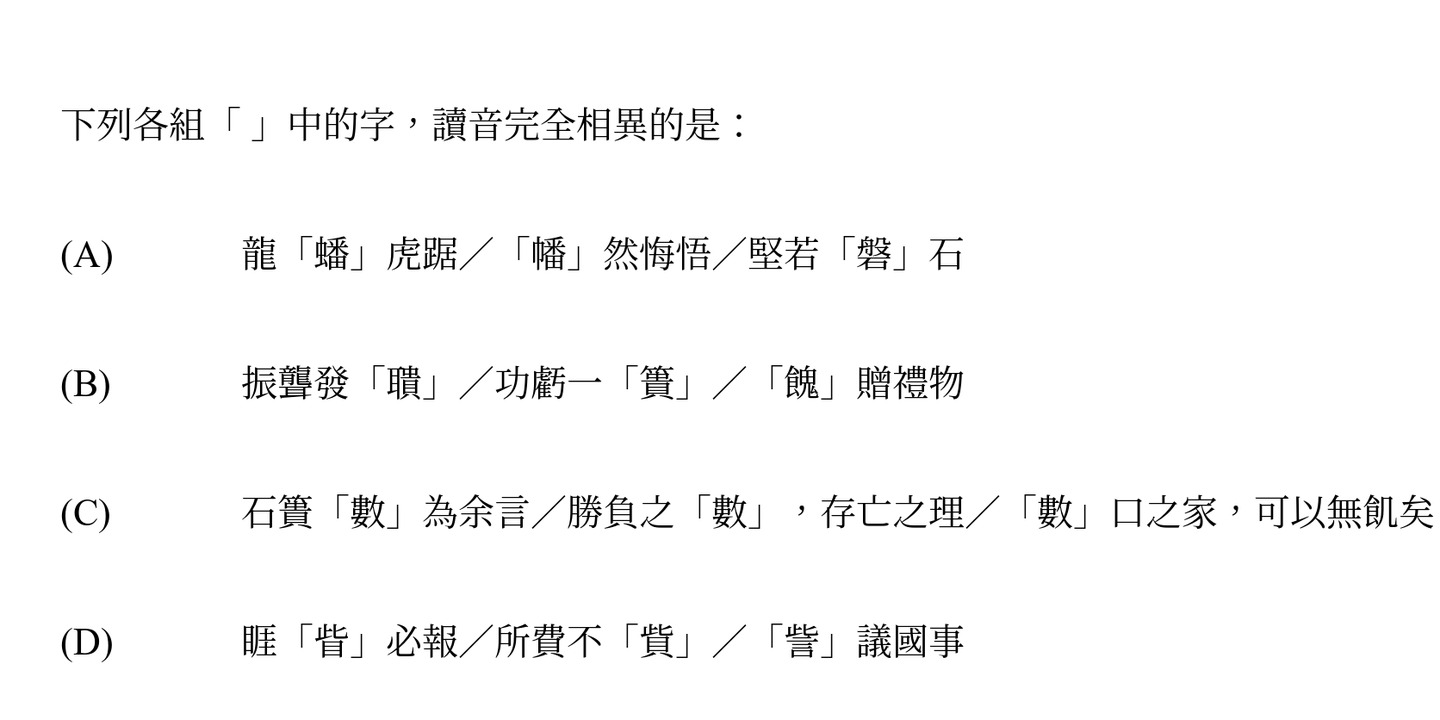 下列各組「 」中的字,讀音完全相異的是:
(A) 龍「蟠」虎踞/「幡」然悔悟/堅若「磐」石
(B) 振聾發「聵」/功虧一「簣」/「餽」贈禮物
(C) 石簣「數」為余言/勝負之「數」,存亡之理/「數」口之家,可以無飢矣
(D) 睚「眥」必報/所費不「貲」/「訾」議國事